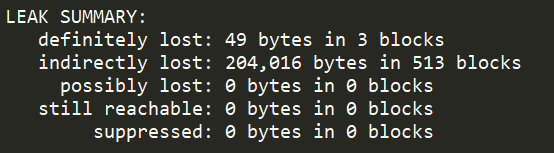 LEAK SUMMARY:
definitely lost: 49 bytes in 3 blocks
indirectly lost: 204,016 bytes in 513 blocks
possibly lost: 0 bytes in 0 blocks
still reachable: 0 bytes in 0 blocks
suppressed: 0 bytes in 0 blocks